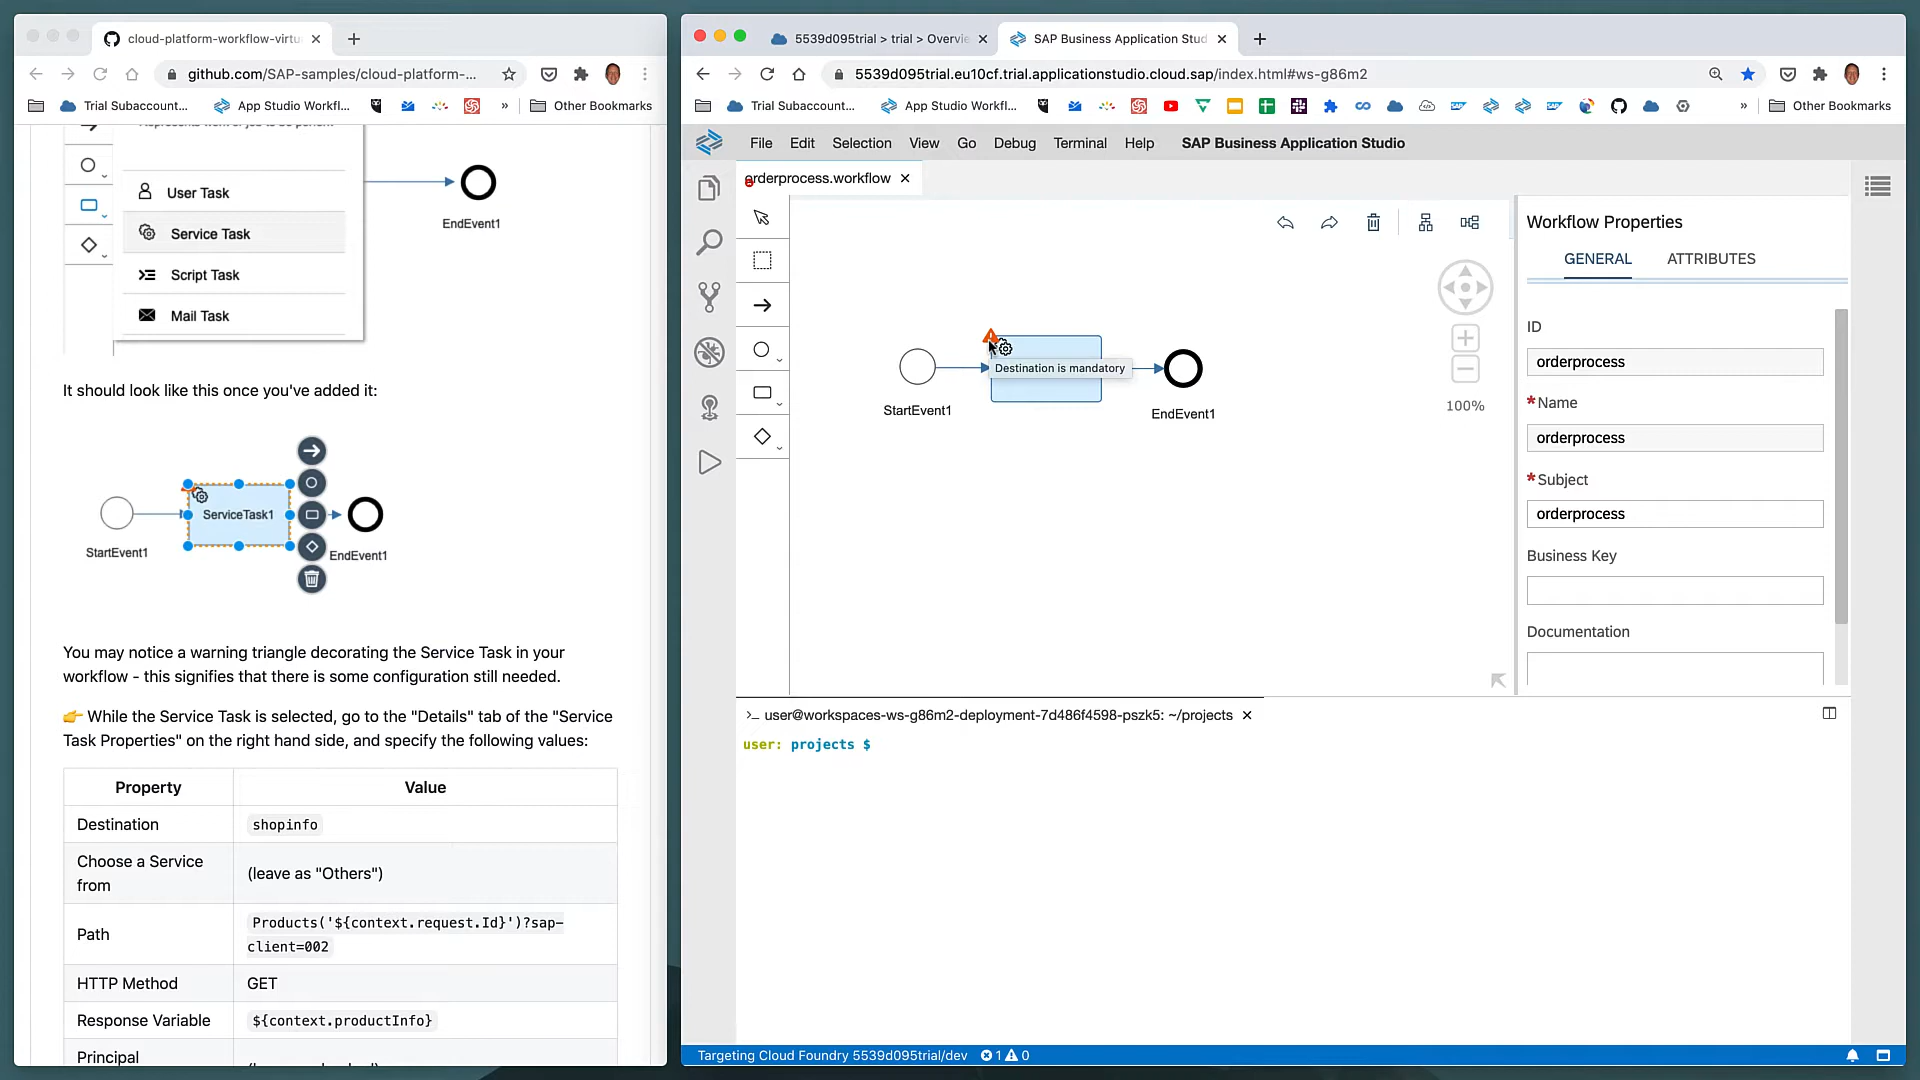 cloud-platform-workflow-virtu
github.com/SAP-samples/cloud-platform-...
Trial Subaccount...
App Studio Workfl...
»
Other Bookmarks
User Task
Service Task
Script Task
Mail Task
EndEvent1
It should look like this once you've added it:
StartEvent1
ServiceTask1
EndEvent1
You may notice a warning triangle decorating the Service Task in your
workflow - this signifies that there is some configuration still needed.
👉 While the Service Task is selected, go to the "Details" tab of the "Service
Task Properties" on the right hand side, and specify the following values:
Property Value
Destination shopinfo
Choose a Service
from
(leave as "Others")
Path
Products('${context.request.Id}')?sap-
client=002
HTTP Method GET
Response Variable ${context.productInfo}
Principal
5539d095trial > trial > Overvie
SAP Business Application Stud
5539d095trial.eu10cf.trial.applicationstudio.cloud.sap/index.html#ws-g86m2
Trial Subaccount...
App Studio Workfl...
»
Other Bookmarks
File Edit Selection View Go Debug Terminal Help SAP Business Application Studio
orderprocess.workflow
StartEvent1
Destination is mandatory
EndEvent1
100%
Workflow Properties
GENERAL ATTRIBUTES
ID
orderprocess
*Name
orderprocess
*Subject
orderprocess
Business Key
Documentation
>_ user@workspaces-ws-g86m2-deployment-7d486f4598-pszk5: ~/projects
user: projects $
Targeting Cloud Foundry 5539d095trial/dev 1 0